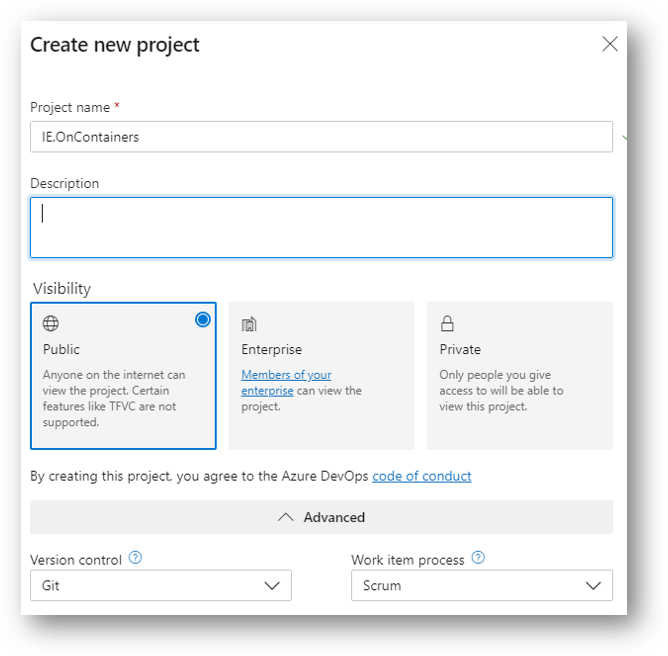 Create new project
Project name *
IE.OnContainers
Description
Visibility
Public
Anyone on the internet can
view the project. Certain
features like TFVC are not
supported.
Enterprise
Members of your
enterprise can view the
project.
Private
Only people you give
access to will be able to
view this project.
By creating this project, you agree to the Azure DevOps code of conduct
Advanced
Version control ?
Git
Work item process ?
Scrum